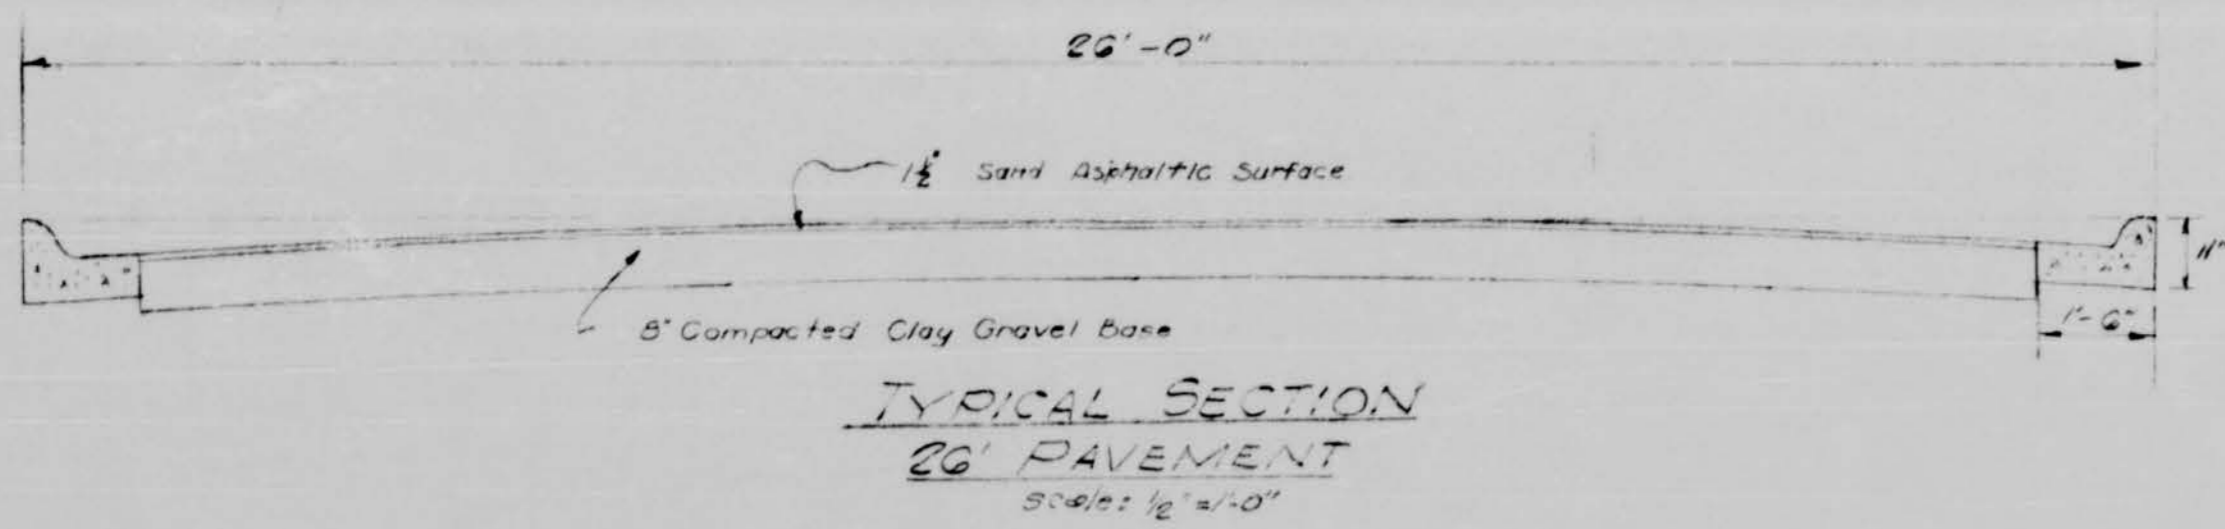 26'-0"
1½" Sand Asphaltic Surface
11"
1'-6"
8" Compacted Clay Gravel Base
TYPICAL SECTION
26' PAVEMENT
scale: ½"=1'-0"